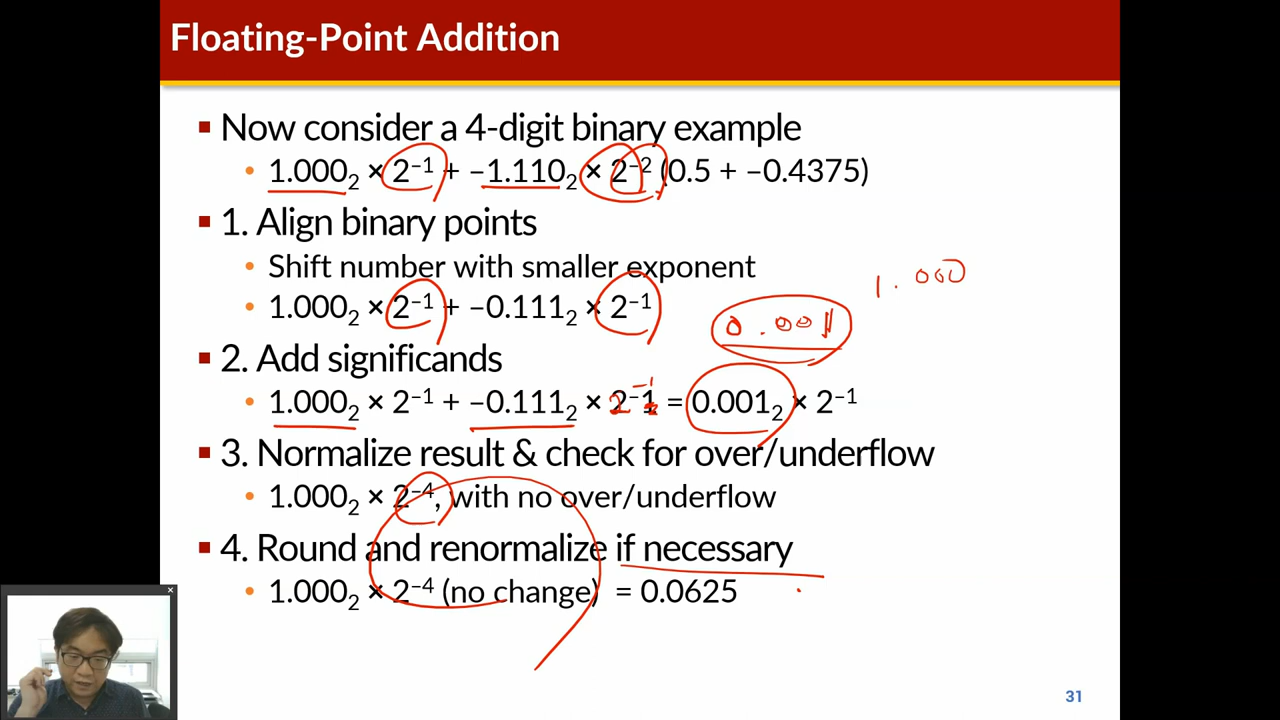 Floating-Point Addition
▪ Now consider a 4-digit binary example
• 1.000₂ × 2⁻¹ + –1.110₂ × 2⁻² (0.5 + –0.4375)
▪ 1. Align binary points
• Shift number with smaller exponent
1.000
• 1.000₂ × 2⁻¹ + –0.111₂ × 2⁻¹
0.001
▪ 2. Add significands
• 1.000₂ × 2⁻¹ + –0.111₂ × 2⁻¹ = 0.001₂ × 2⁻¹
▪ 3. Normalize result & check for over/underflow
• 1.000₂ × 2⁻⁴, with no over/underflow
▪ 4. Round and renormalize if necessary
• 1.000₂ × 2⁻⁴ (no change) = 0.0625
31